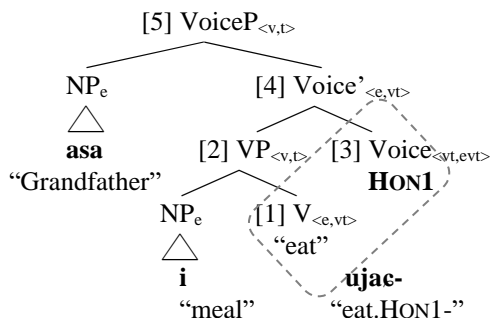 [5] VoiceP<v,t>
NPe [4] Voice’<e,vt>
asa [2] VP<v,t> [3] Voice<vt,evt>
“Grandfather” HON1
NPe [1] V<e,vt>
“eat”
i ujac-
“meal” “eat.HON1-”